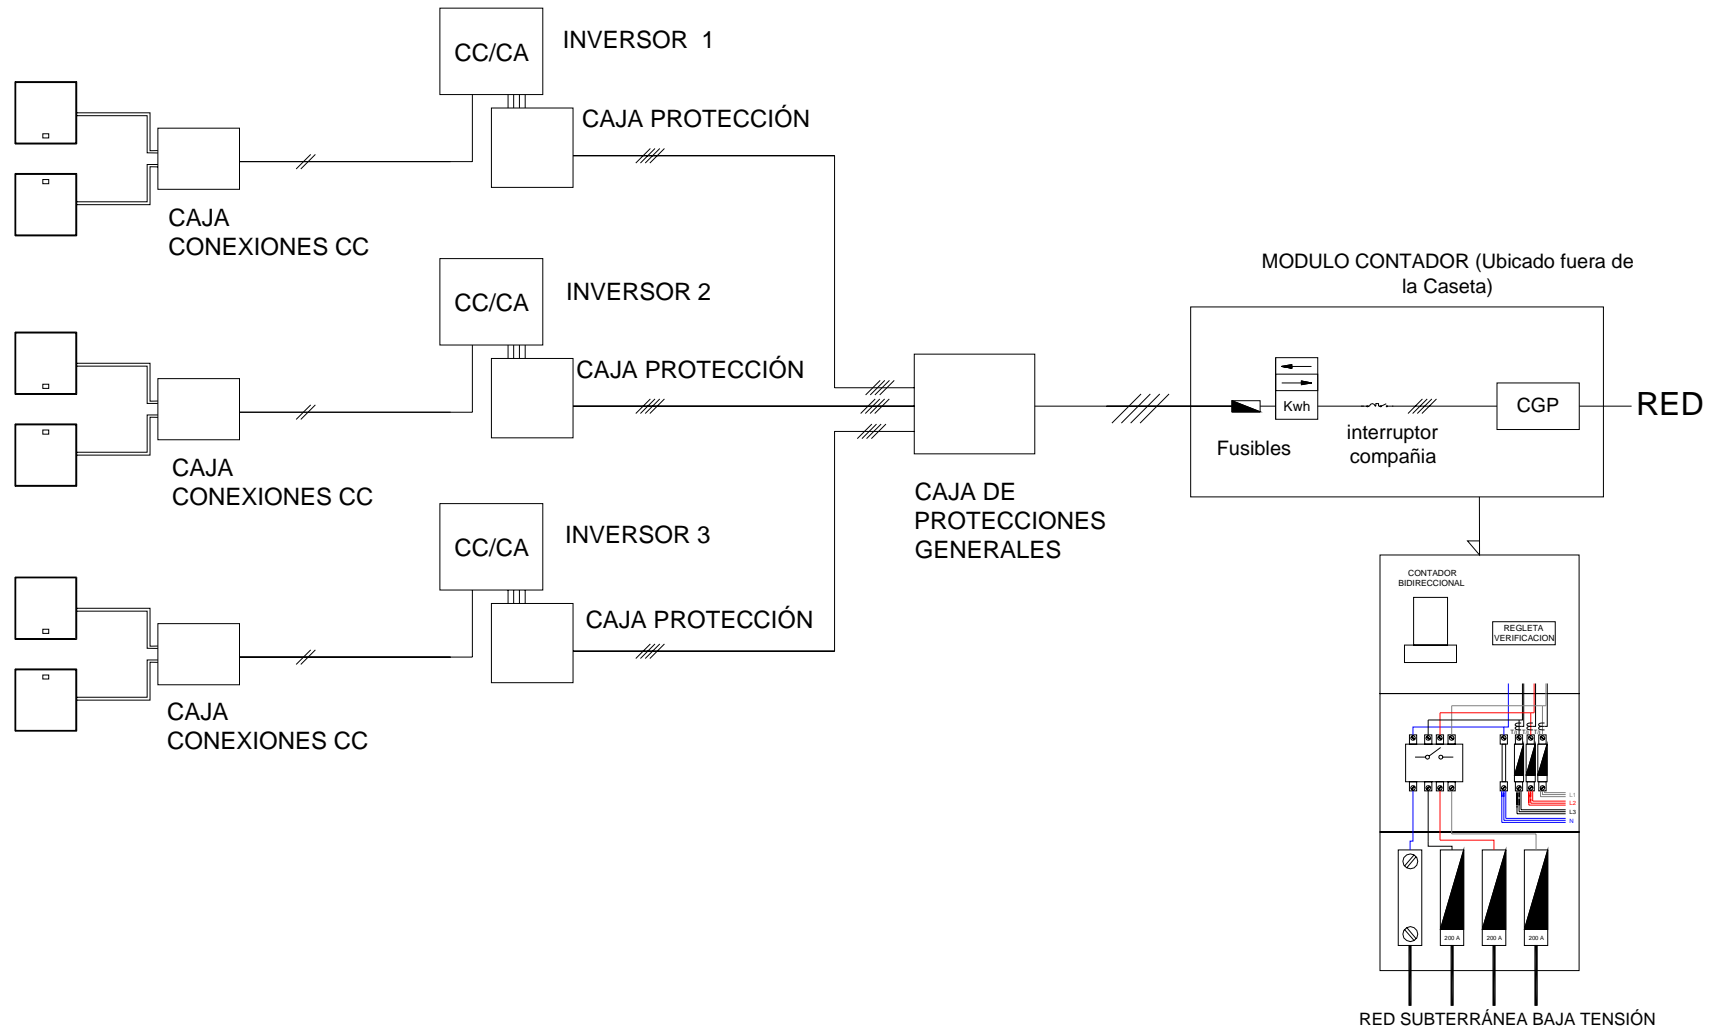 CC/CA
INVERSOR 1
CAJA PROTECCIÓN
CAJA
CONEXIONES CC
CC/CA
INVERSOR 2
CAJA PROTECCIÓN
CAJA
CONEXIONES CC
CC/CA
INVERSOR 3
CAJA PROTECCIÓN
CAJA
CONEXIONES CC
CAJA DE
PROTECCIONES
GENERALES
MODULO CONTADOR (Ubicado fuera de
la Caseta)
Fusibles
Kwh
interruptor
compañia
CGP
RED
CONTADOR
BIDIRECCIONAL
REGLETA
VERIFICACION
L1
L2
L3
N
200 A
200 A
200 A
RED SUBTERRÁNEA BAJA TENSIÓN